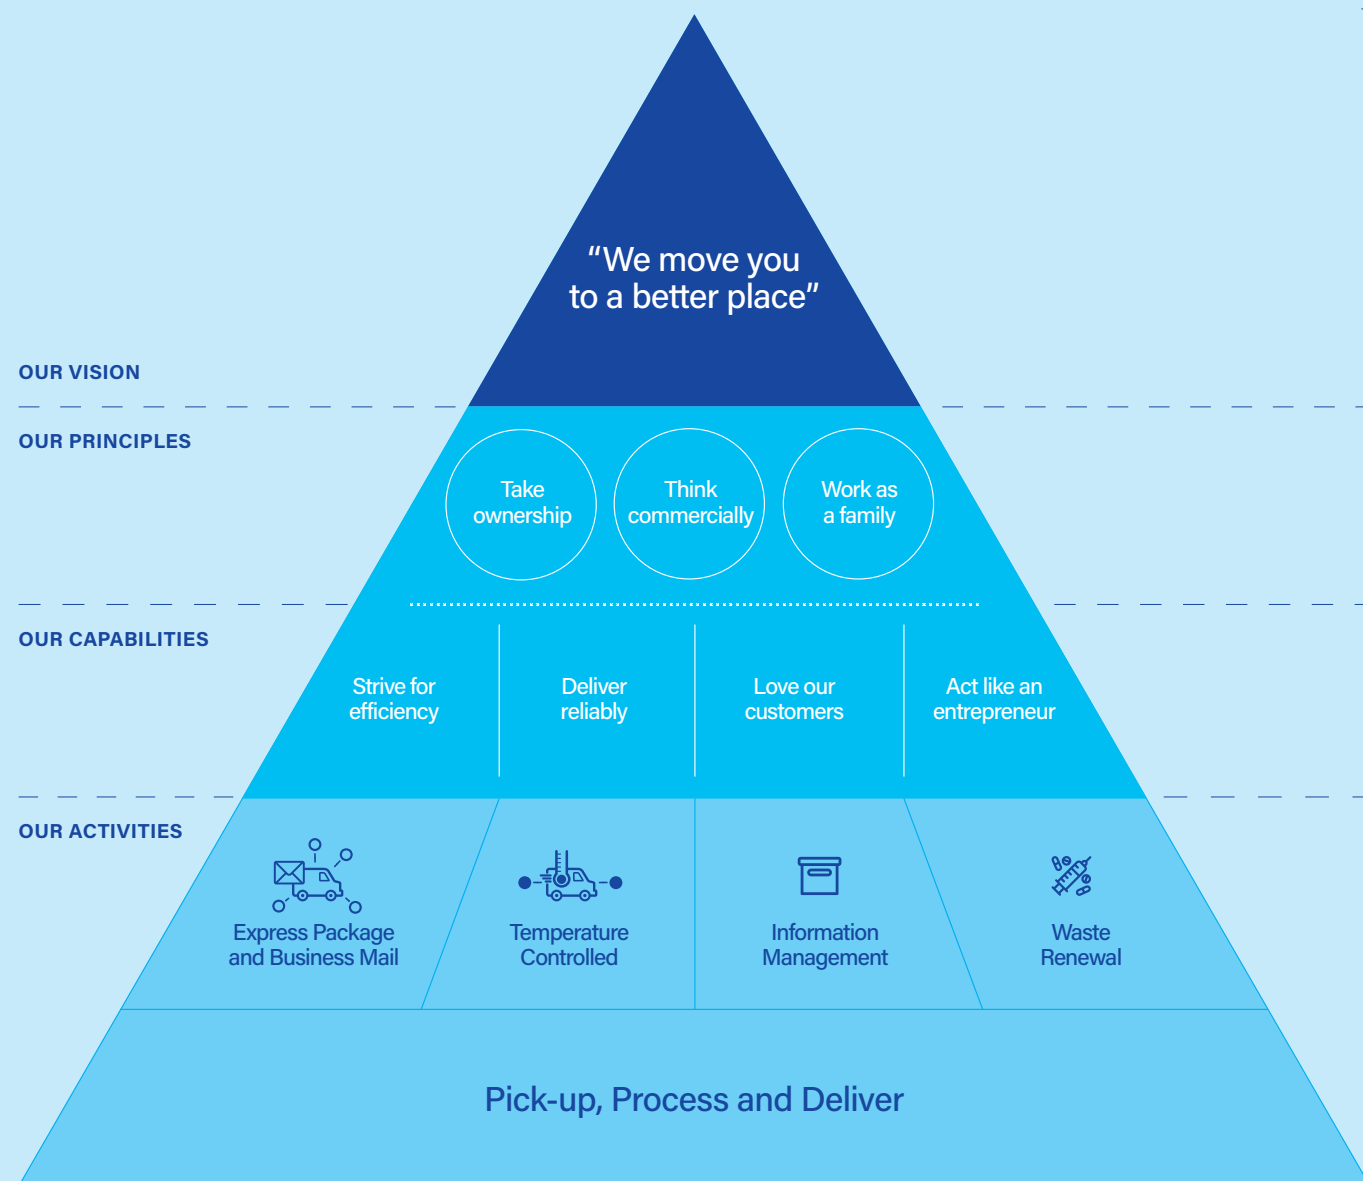 “We move you
to a better place”
OUR VISION
OUR PRINCIPLES
Take
ownership
Think
commercially
Work as
a family
OUR CAPABILITIES
Strive for
efficiency
Deliver
reliably
Love our
customers
Act like an
entrepreneur
OUR ACTIVITIES
Express Package
and Business Mail
Temperature
Controlled
Information
Management
Waste
Renewal
Pick-up, Process and Deliver